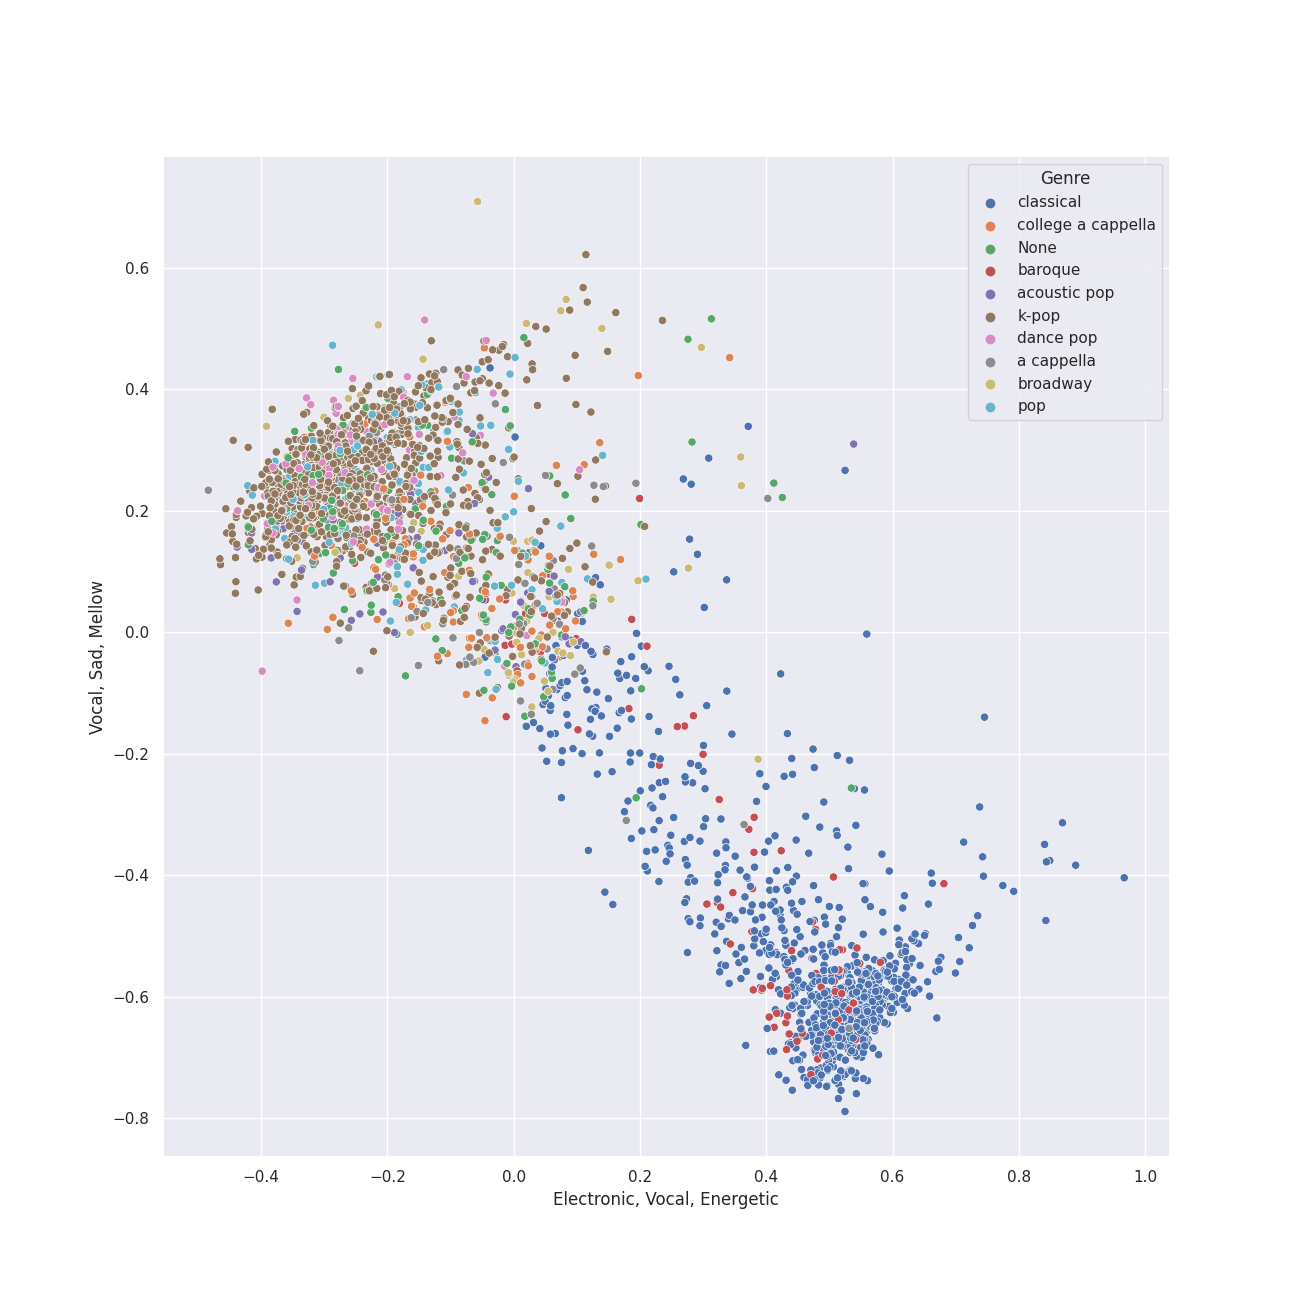 Genre
classical
college a cappella
None
baroque
acoustic pop
k-pop
dance pop
a cappella
broadway
pop
0.6
0.4
0.2
0.0
−0.2
−0.4
−0.6
−0.8
Vocal, Sad, Mellow
−0.4 −0.2 0.0 0.2 0.4 0.6 0.8 1.0
Electronic, Vocal, Energetic